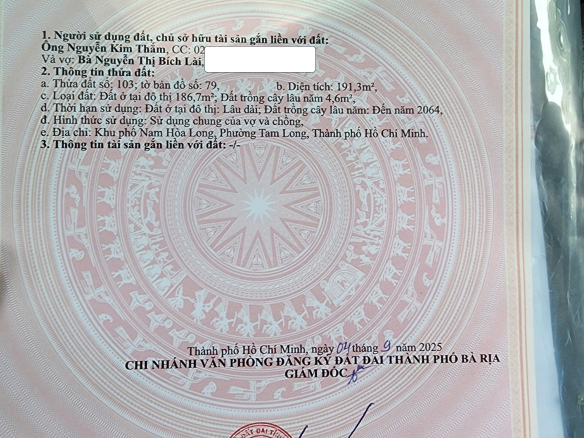 1. Người sử dụng đất, chủ sở hữu tài sản gắn liền với đất:
Ông Nguyễn Kim Thăm, CC: 02
Và vợ: Bà Nguyễn Thị Bích Lài,
2. Thông tin thửa đất:
a. Thửa đất số: 103; tờ bản đồ số: 79, b. Diện tích: 191,3m²,
c. Loại đất: Đất ở tại đô thị 186,7m²; Đất trồng cây lâu năm 4,6m²,
d. Thời hạn sử dụng: Đất ở tại đô thị: Lâu dài; Đất trồng cây lâu năm: Đến năm 2064,
đ. Hình thức sử dụng: Sử dụng chung của vợ và chồng,
e. Địa chỉ: Khu phố Nam Hòa Long, Phường Tam Long, Thành phố Hồ Chí Minh.
3. Thông tin tài sản gắn liền với đất: -/-
Thành phố Hồ Chí Minh, ngày 04 tháng 9 năm 2025
CHI NHÁNH VĂN PHÒNG ĐĂNG KÝ ĐẤT ĐAI THÀNH PHỐ BÀ RỊA
GIÁM ĐỐC